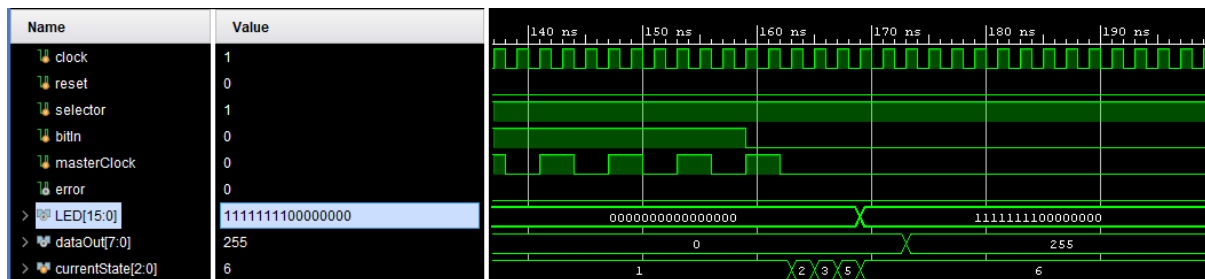 Name Value 140 ns 150 ns 160 ns 170 ns 180 ns 190 ns
clock 1
reset 0
selector 1
bitIn 0
masterClock 0
error 0
LED[15:0] 1111111100000000 0000000000000000 1111111100000000
dataOut[7:0] 255 0 255
currentState[2:0] 6 1 2 3 5 6